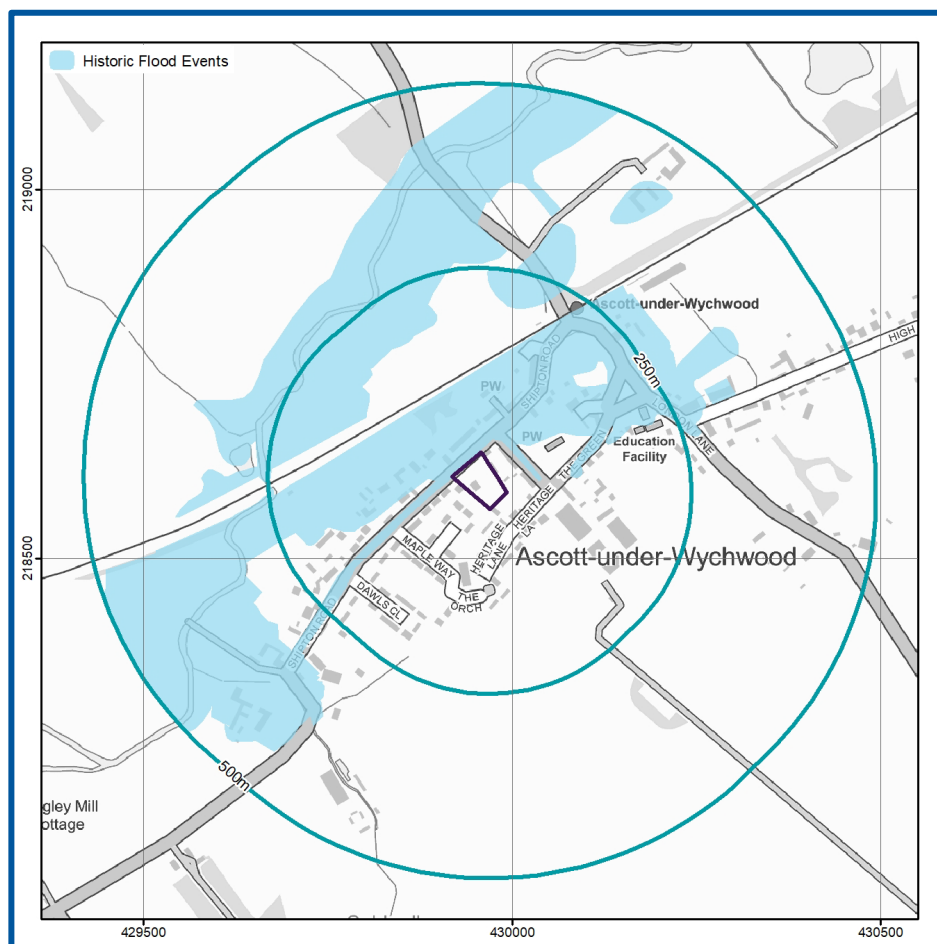 Historic Flood Events
219000
Ascott-under-Wychwood
HIGH
SHIPTON ROAD
250m
PW
LONDON LANE
PW
THE GREEN
Education
Facility
HERITAGE
LA
HERITAGE
LANE
MAPLE WAY
218500
Ascott-under-Wychwood
THE
ORCH
DAWLS CL
SHIPTON ROAD
500m
gley Mill
ottage
429500
430000
430500